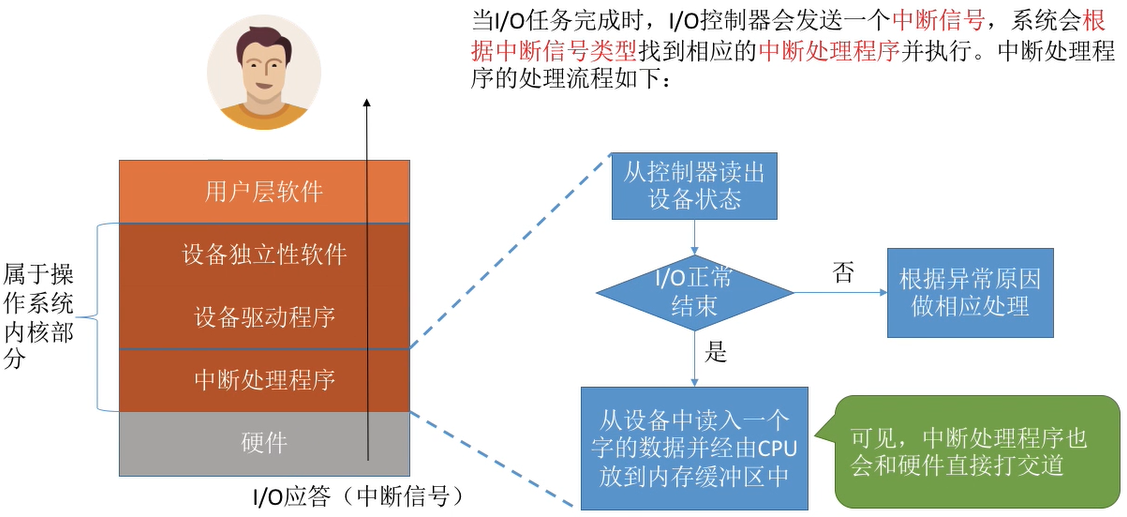 当I/O任务完成时，I/O控制器会发送一个中断信号，系统会根
据中断信号类型找到相应的中断处理程序并执行。中断处理程
序的处理流程如下：
用户层软件
设备独立性软件
设备驱动程序
中断处理程序
硬件
属于操
作系统
内核部
分
I/O应答（中断信号）
从控制器读出
设备状态
I/O正常
结束
否
根据异常原因
做相应处理
是
从设备中读入一个
字的数据并经由CPU
放到内存缓冲区中
可见，中断处理程序也
会和硬件直接打交道